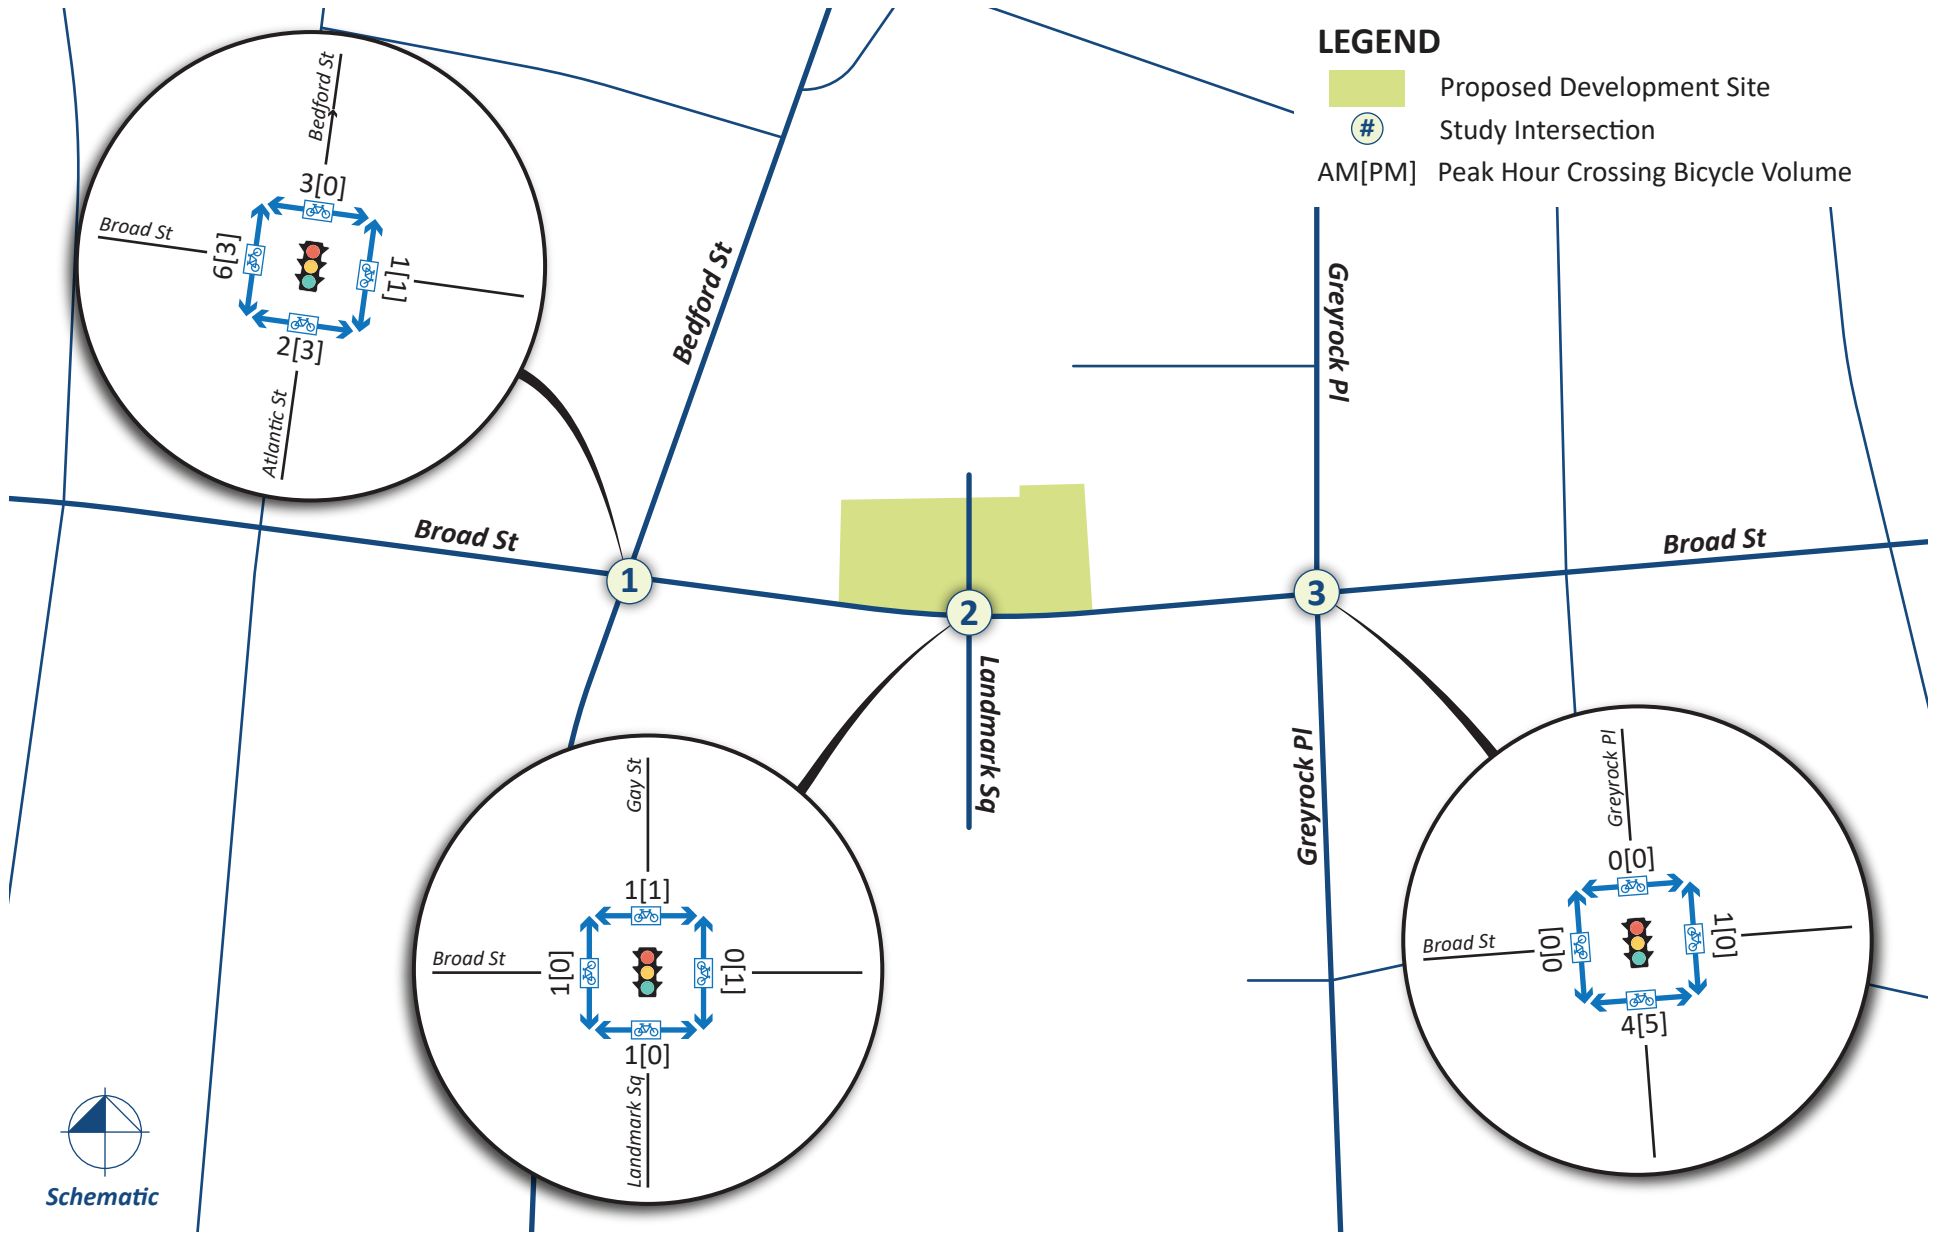 LEGEND
Proposed Development Site
# Study Intersection
AM[PM] Peak Hour Crossing Bicycle Volume
Bedford St
3[0]
Broad St
9[3]
1[1]
2[3]
Atlantic St
Bedford St
Greyrock Pl
Broad St
1
2
3
Broad St
Landmark Sq
Greyrock Pl
Gay St
1[1]
Broad St
1[0]
0[1]
1[0]
Landmark Sq
Greyrock Pl
0[0]
Broad St
0[0]
1[0]
4[5]
Schematic